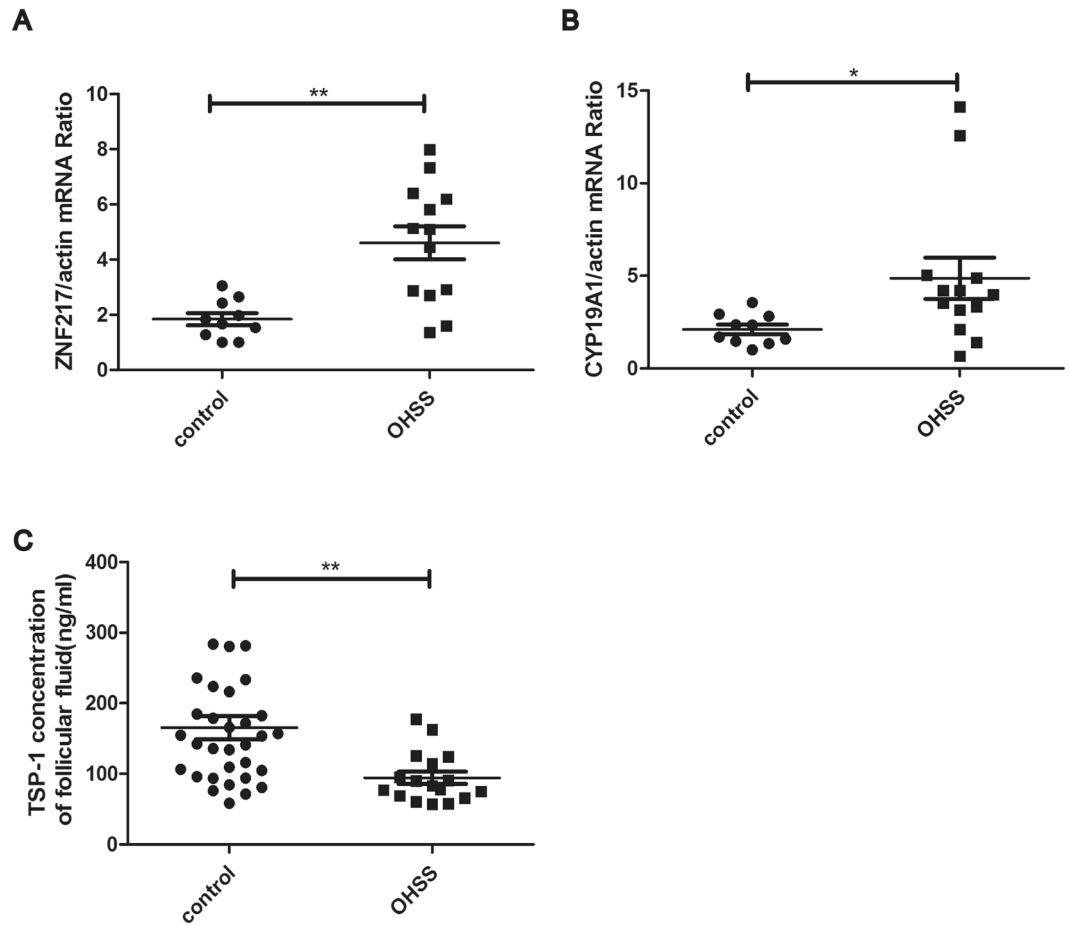 A
ZNF217/actin mRNA Ratio
10
8
6
4
2
0
**
control
OHSS
B
CYP19A1/actin mRNA Ratio
15
10
5
0
*
control
OHSS
C
TSP-1 concentration
of follicular fluid(ng/ml)
400
300
200
100
0
**
control
OHSS